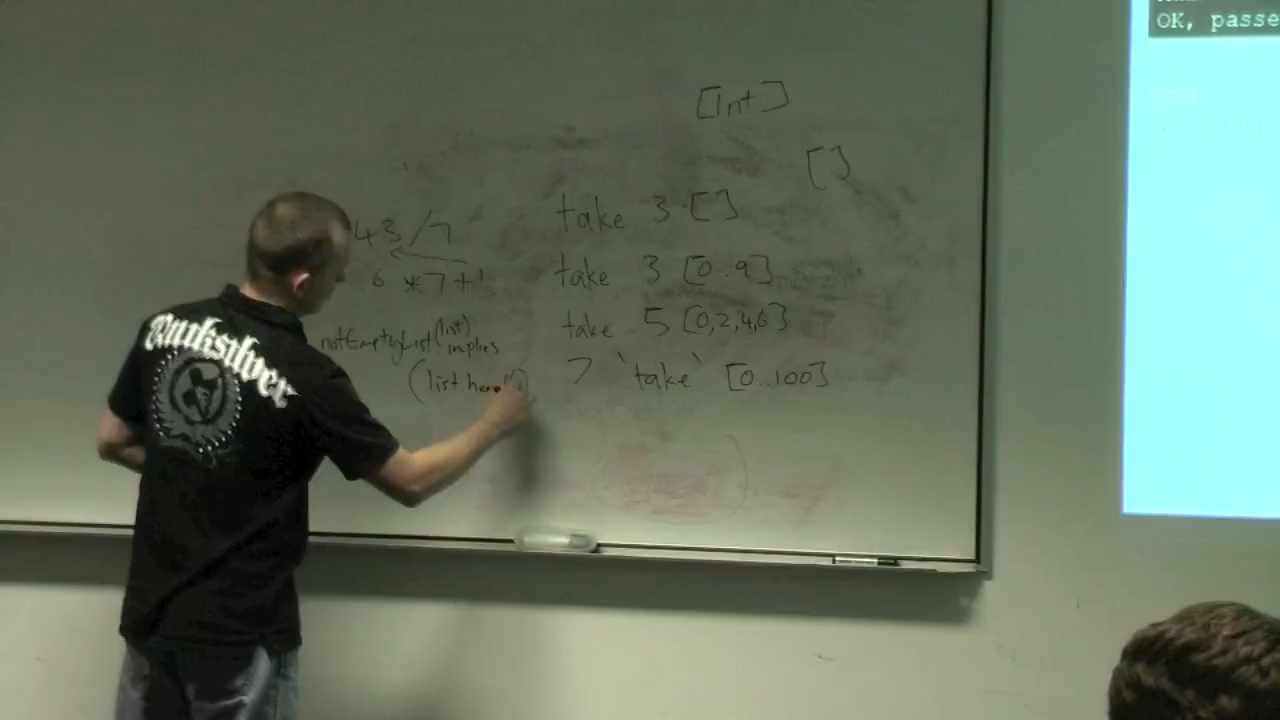 OK, passe
[Int]
[]
43/7
6 * 7 + 1
notEmptyList (list)
implies
(list
take 3 []
take 3 [0..9]
take 5 [0,2,4,6]
7 `take` [0..100]
Quiksilver